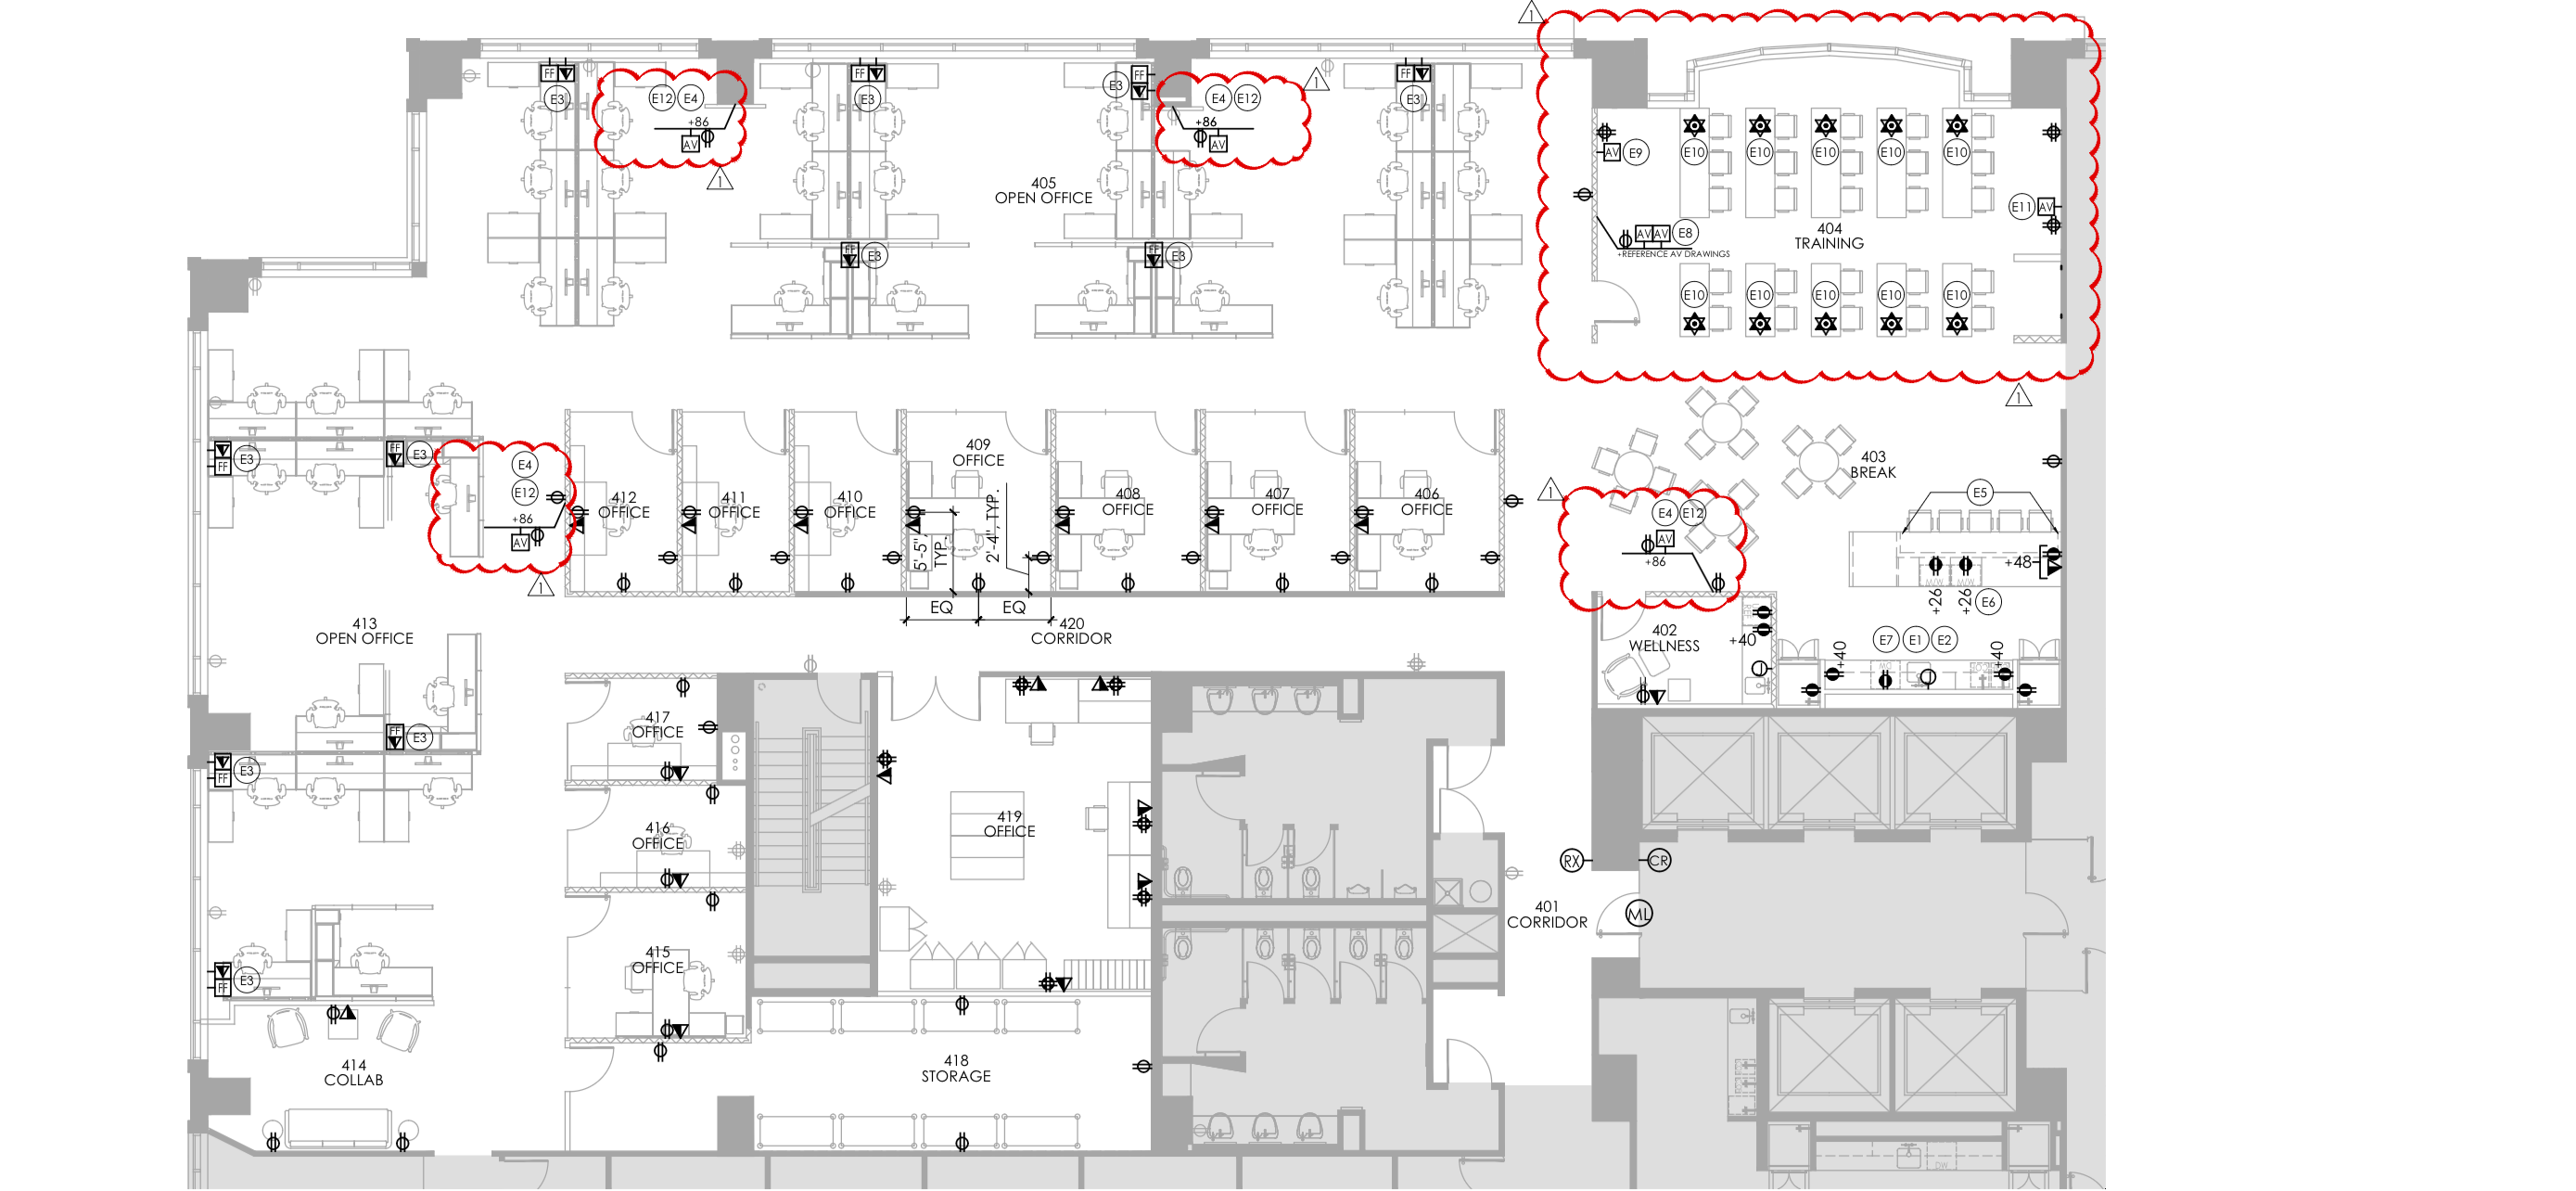 1
FF
E3
E12 E4
+86
AV
1
FF
E3
FF
E3
E4 E12
+86
AV
1
FF
E3
405
OPEN OFFICE
FF
E3
FF
E3
AV E9
E10 E10 E10 E10 E10
E11 AV
AV AV E8
+REFERENCE AV DRAWINGS
404
TRAINING
E10 E10 E10 E10 E10
1
FF
E3
FF
E3
E4
E12
+86
AV
1
412
OFFICE
411
OFFICE
410
OFFICE
409
OFFICE
5'-5",
TYP.
2'-4", TYP.
408
OFFICE
407
OFFICE
406
OFFICE
EQ EQ
420
CORRIDOR
403
BREAK
1
E4 E12
AV
+86
E5
+48
M/W M/W
+26 +26
E6
402
WELLNESS
+40
J
E7 E1 E2
+40
+40
DW
J
413
OPEN OFFICE
FF
E3
FF
E3
FF
E3
417
OFFICE
416
OFFICE
415
OFFICE
419
OFFICE
RX CR
ML
401
CORRIDOR
414
COLLAB
418
STORAGE
DW